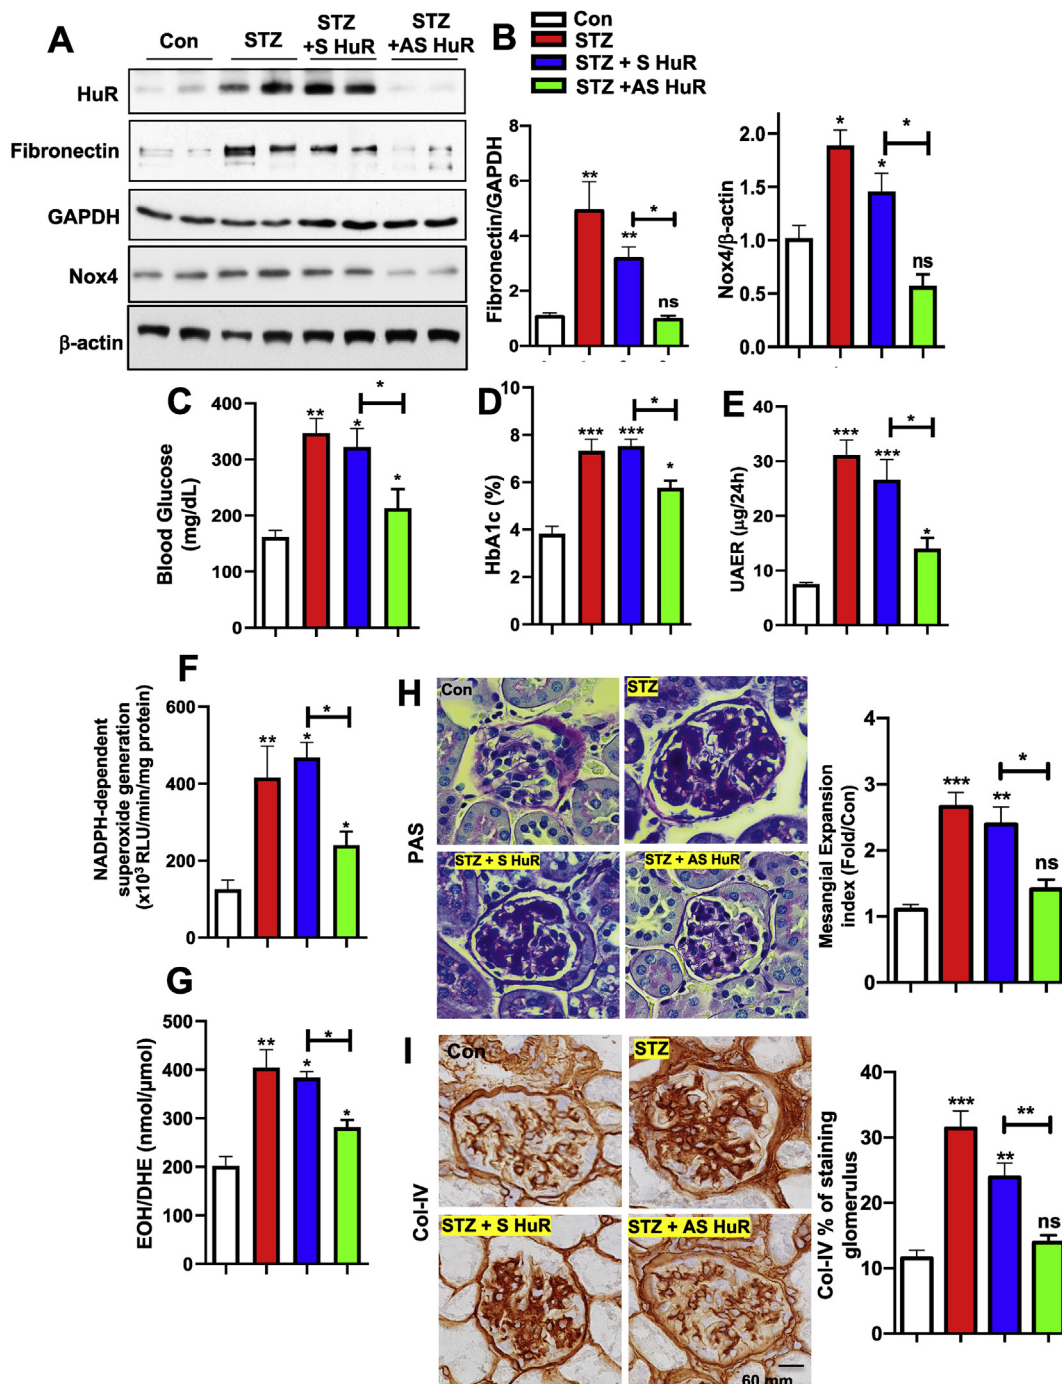 A
Con
STZ
STZ
+S HuR
STZ
+AS HuR
HuR
Fibronectin
GAPDH
Nox4
β-actin
B
Con
STZ
STZ + S HuR
STZ +AS HuR
Fibronectin/GAPDH
8
6
4
2
0
**
**
*
ns
Nox4/β-actin
2.0
1.5
1.0
0.5
0.0
*
*
*
ns
C
Blood Glucose
(mg/dL)
400
300
200
100
0
**
*
*
*
D
HbA1c (%)
10
8
6
4
2
0
***
***
*
*
E
UAER (μg/24h)
40
30
20
10
0
***
***
*
*
F
NADPH-dependent
superoxide generation
(x10³ RLU/min/mg protein)
600
400
200
0
**
*
*
*
G
EOH/DHE (nmol/μmol)
500
400
300
200
100
0
**
*
*
*
H
PAS
Con
STZ
STZ + S HuR
STZ + AS HuR
Mesangial Expansion
index (Fold/Con)
4
3
2
1
0
***
**
*
ns
I
Col-IV
Con
STZ
STZ + S HuR
STZ + AS HuR
60 mm
Col-IV % of staining
glomerulus
40
30
20
10
0
***
**
**
ns